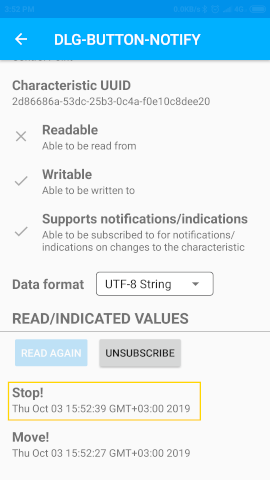 3:52 PM
DLG-BUTTON-NOTIFY
Characteristic UUID
2d86686a-53dc-25b3-0c4a-f0e10c8dee20
Readable
Able to be read from
Writable
Able to be written to
Supports notifications/indications
Able to be subscribed to for notifications/
indications on changes to the characteristic
Data format UTF-8 String
READ/INDICATED VALUES
READ AGAIN UNSUBSCRIBE
Stop!
Thu Oct 03 15:52:39 GMT+03:00 2019
Move!
Thu Oct 03 15:52:27 GMT+03:00 2019